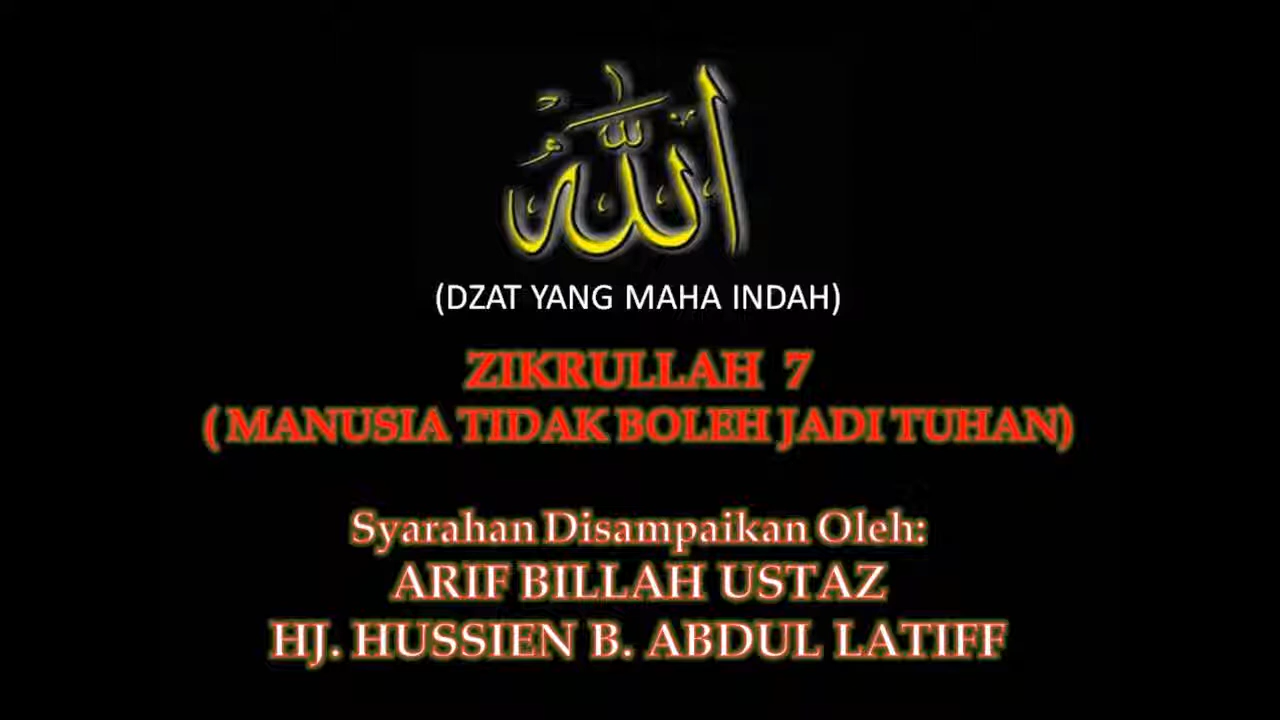 اللهُ
(DZAT YANG MAHA INDAH)
ZIKRULLAH 7
( MANUSIA TIDAK BOLEH JADI TUHAN)
Syarahan Disampaikan Oleh:
ARIF BILLAH USTAZ
HJ. HUSSIEN B. ABDUL LATIFF